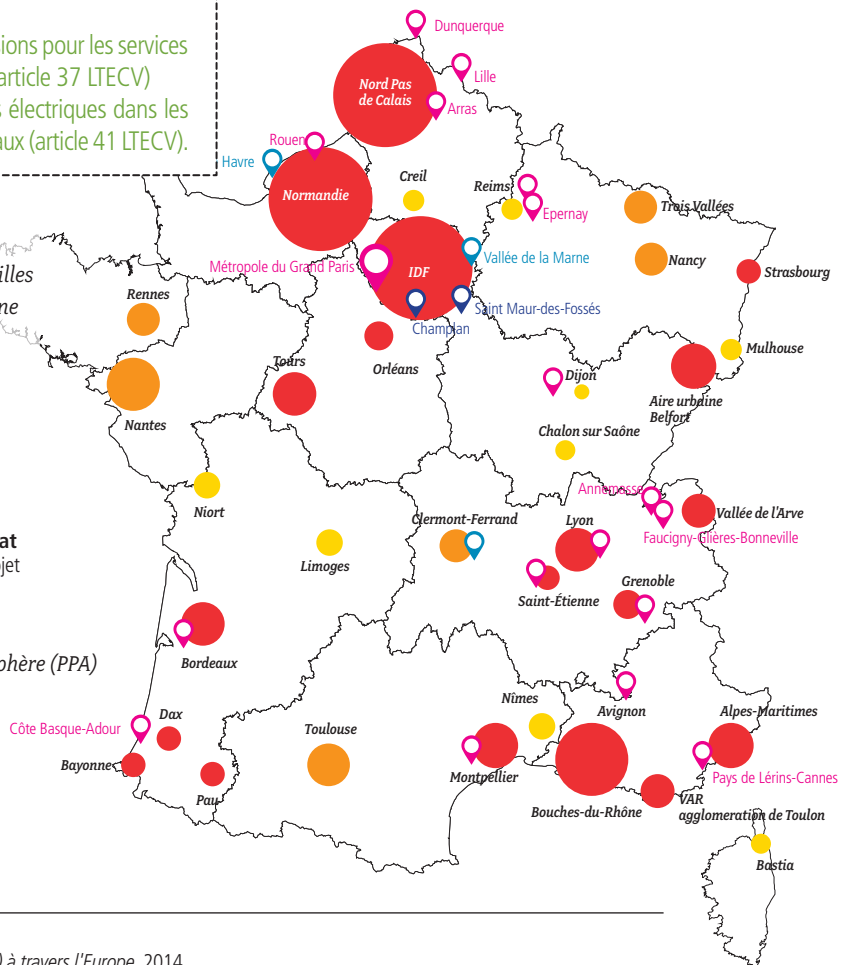 sions pour les services
article 37 LTECV)
s électriques dans les
aux (article 41 LTECV).
Dunquerque
Lille
Nord Pas
de Calais
Arras
Rouen
Havre
Creil
Reims
Normandie
Epernay
Trois Vallées
Métropole du Grand Paris
IDF
Vallée de la Marne
Nancy
Strasbourg
illes
ne
Rennes
Saint Maur-des-Fossés
Champlan
Mulhouse
Orléans
Tours
Dijon
Aire urbaine
Belfort
Nantes
Chalon sur Saône
Niort
Annemasse
Vallée de l'Arve
Clermont-Ferrand
Lyon
Faucigny-Glières-Bonneville
at
ojet
Limoges
Grenoble
Saint-Étienne
Bordeaux
phère (PPA)
Nîmes
Avignon
Alpes-Maritimes
Dax
Côte Basque-Adour
Toulouse
Bayonne
Montpellier
Pays de Lérins-Cannes
Pau
Bouches-du-Rhône
VAR
agglomeration de Toulon
Bastia
) à travers l'Europe, 2014